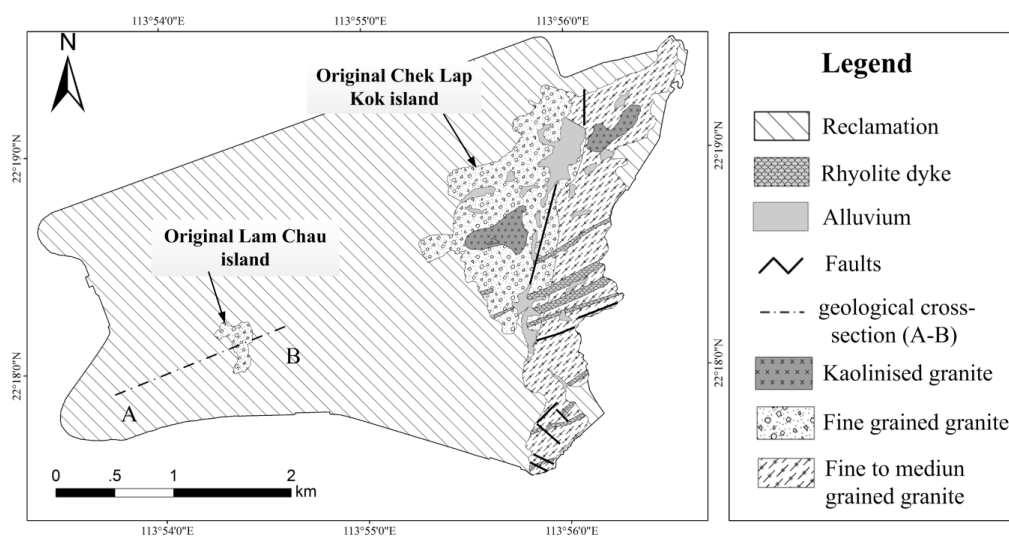 113°54'0"E
113°55'0"E
113°56'0"E
N
Original Chek Lap
Kok island
22°19'0"N
22°19'0"N
Original Lam Chau
island
B
A
22°18'0"N
22°18'0"N
0 .5 1 2
km
113°54'0"E
113°55'0"E
113°56'0"E
Legend
Reclamation
Rhyolite dyke
Alluvium
Faults
geological cross-
section (A-B)
Kaolinised granite
Fine grained granite
Fine to mediun
grained granite